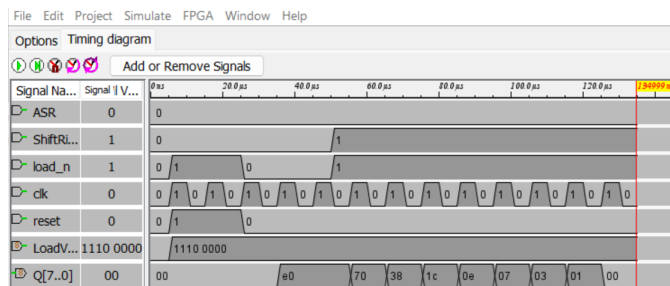 File Edit Project Simulate FPGA Window Help
Options Timing diagram
Add or Remove Signals
Signal Na... Signal V... 0 ns 20.0 µs 40.0 µs 60.0 µs 80.0 µs 100.0 µs 120.0 µs 134999 n
ASR 0 0
ShiftRi... 1 0 1
load_n 1 0 1 0 1
clk 0 0 1 0 1 0 1 0 1 0 1 0 1 0 1 0 1 0 1 0 1 0 1 0 1 0 1 0
reset 0 0 1 0
LoadV... 1110 0000 1110 0000
Q[7..0] 00 00 e0 70 38 1c 0e 07 03 01 00